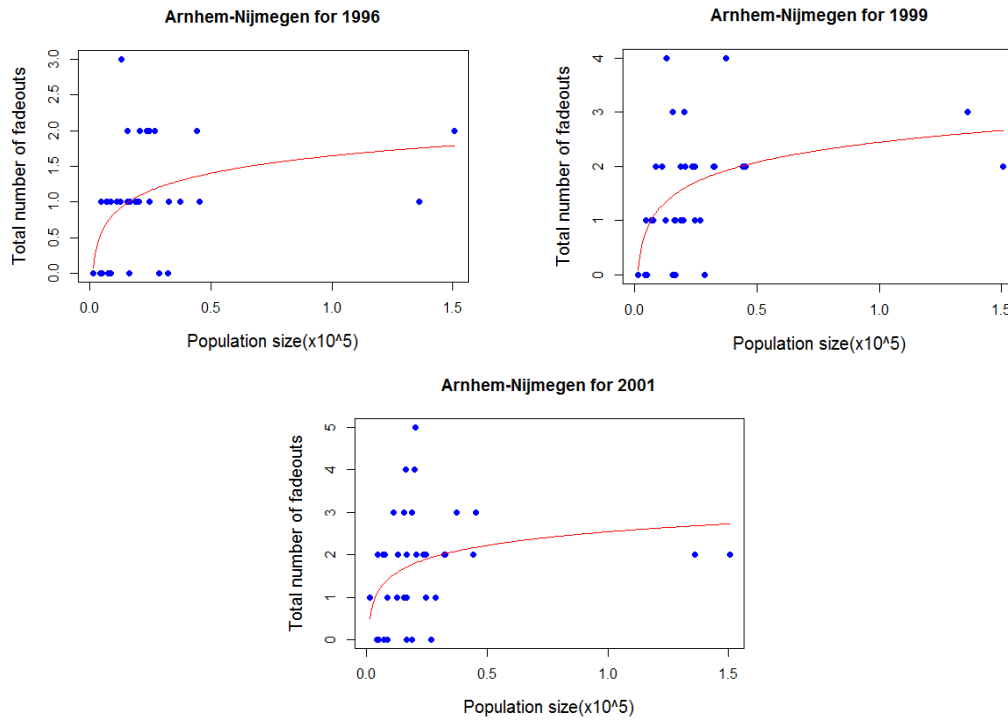 Arnhem-Nijmegen for 1996
Total number of fadeouts
0.0 0.5 1.0 1.5 2.0 2.5 3.0
0.0 0.5 1.0 1.5
Population size(x10^5)
Arnhem-Nijmegen for 1999
Total number of fadeouts
0 1 2 3 4
0.0 0.5 1.0 1.5
Population size(x10^5)
Arnhem-Nijmegen for 2001
Total number of fadeouts
0 1 2 3 4 5
0.0 0.5 1.0 1.5
Population size(x10^5)